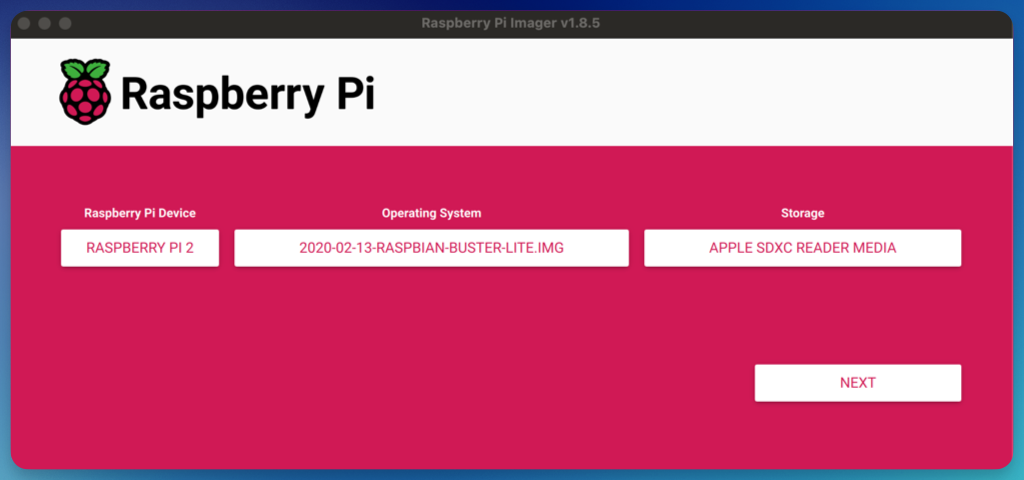 Raspberry Pi Imager v1.8.5
Raspberry Pi
Raspberry Pi Device
Operating System
Storage
RASPBERRY PI 2
2020-02-13-RASPBIAN-BUSTER-LITE.IMG
APPLE SDXC READER MEDIA
NEXT